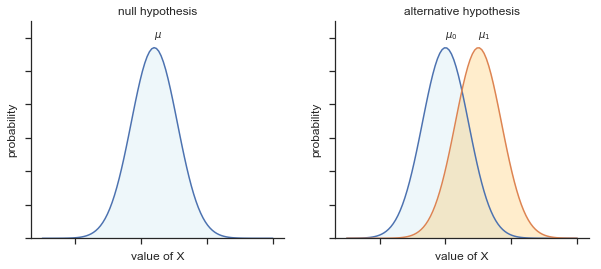 null hypothesis
μ
probability
value of X
alternative hypothesis
μ₀
μ₁
probability
value of X